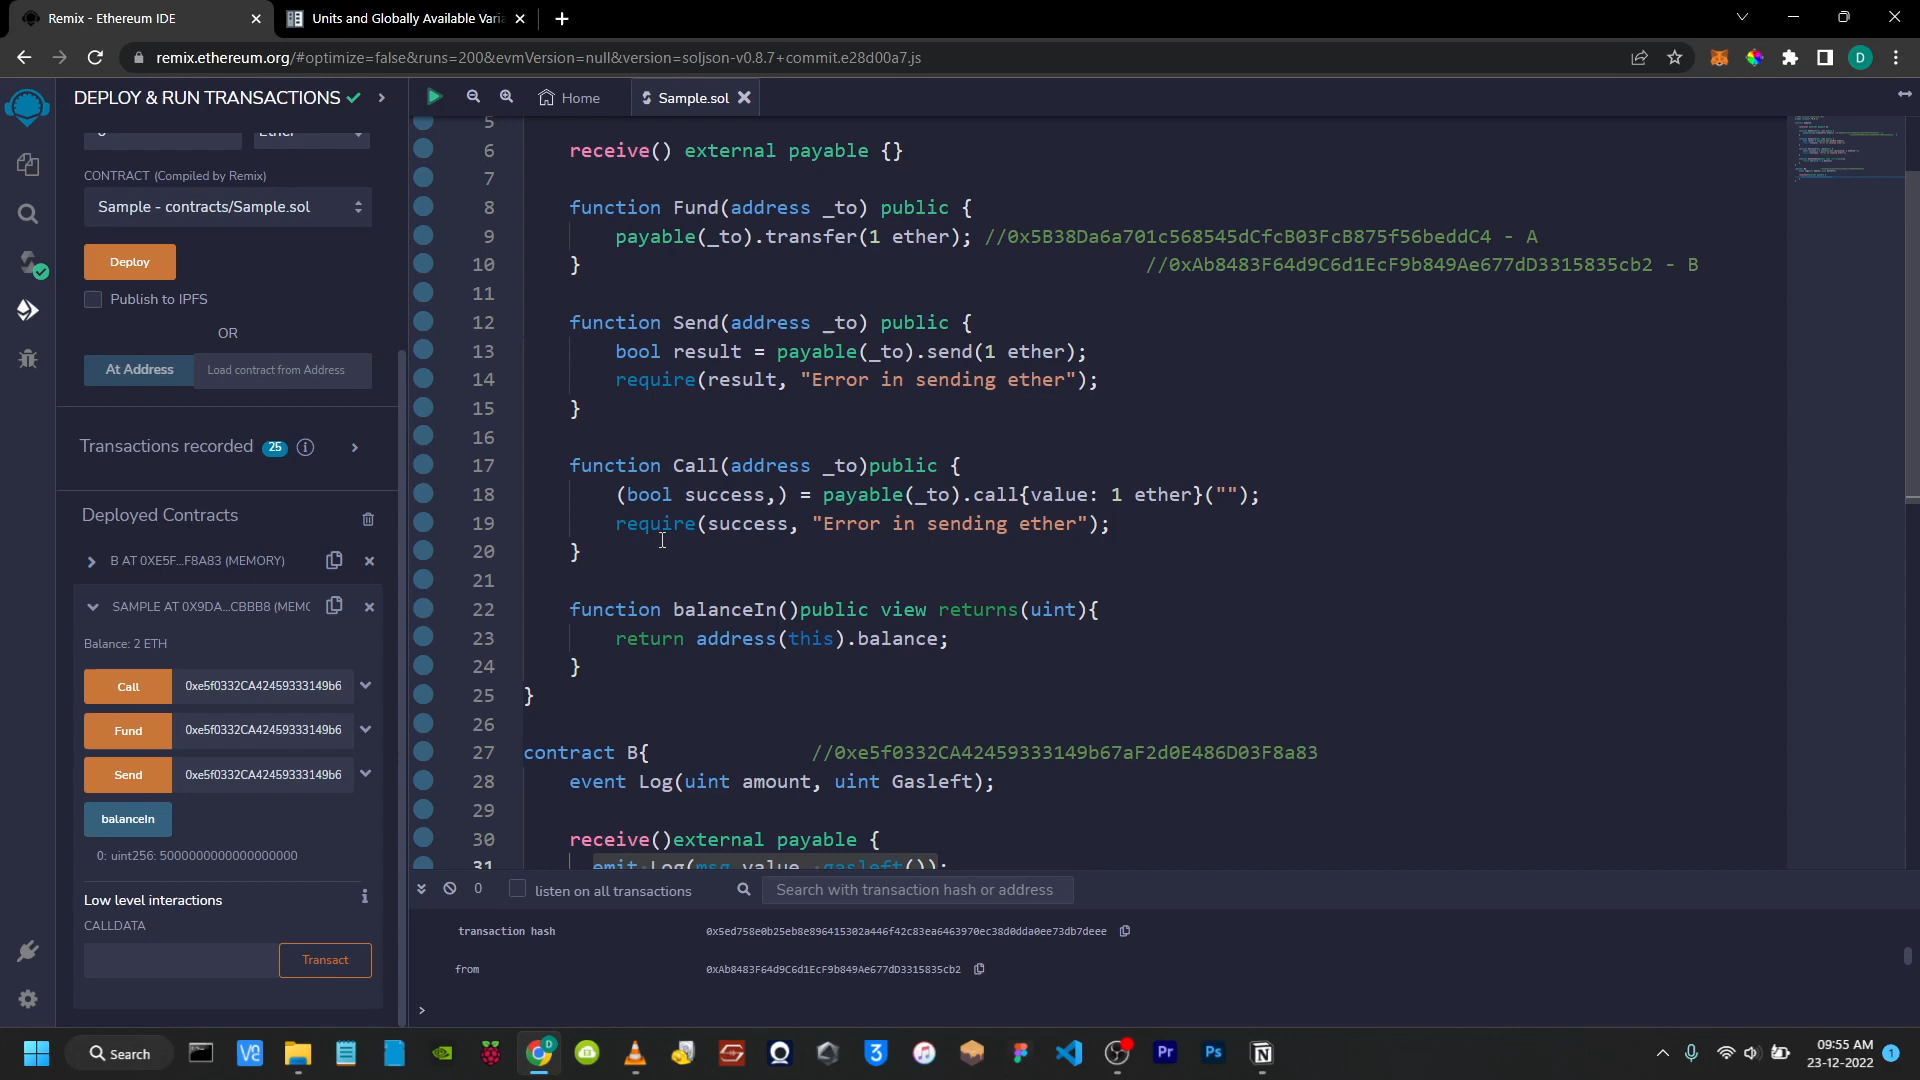 Remix - Ethereum IDE
Units and Globally Available Varia
remix.ethereum.org/#optimize=false&runs=200&evmVersion=null&version=soljson-v0.8.7+commit.e28d00a7.js
D
DEPLOY & RUN TRANSACTIONS
Home
Sample.sol
CONTRACT (Compiled by Remix)
Sample - contracts/Sample.sol
Deploy
Publish to IPFS
OR
At Address
Load contract from Address
Transactions recorded 25
Deployed Contracts
B AT 0XE5F...F8A83 (MEMORY)
SAMPLE AT 0X9DA...CBBB8 (MEMC
Balance: 2 ETH
Call 0xe5f0332CA42459333149b6
Fund 0xe5f0332CA42459333149b6
Send 0xe5f0332CA42459333149b6
balanceIn
0: uint256: 5000000000000000000
Low level interactions
CALLDATA
Transact
5
6 receive() external payable {}
7
8 function Fund(address _to) public {
9 payable(_to).transfer(1 ether); //0x5B38Da6a701c568545dCfcB03FcB875f56beddC4 - A
10 } //0xAb8483F64d9C6d1EcF9b849Ae677dD3315835cb2 - B
11
12 function Send(address _to) public {
13 bool result = payable(_to).send(1 ether);
14 require(result, "Error in sending ether");
15 }
16
17 function Call(address _to)public {
18 (bool success,) = payable(_to).call{value: 1 ether}("");
19 require(success, "Error in sending ether");
20 }
21
22 function balanceIn()public view returns(uint){
23 return address(this).balance;
24 }
25 }
26
27 contract B{ //0xe5f0332CA42459333149b67aF2d0E486D03F8a83
28 event Log(uint amount, uint Gasleft);
29
30 receive()external payable {
31 emit Log(msg.value, gasleft());
0
listen on all transactions
Search with transaction hash or address
transaction hash 0x5ed758e0b25eb8e896415302a446f42c83ea6463970ec38d0dda0ee73db7deee
from 0xAb8483F64d9C6d1EcF9b849Ae677dD3315835cb2
>
Search
Pr
Ps
09:55 AM
23-12-2022
1